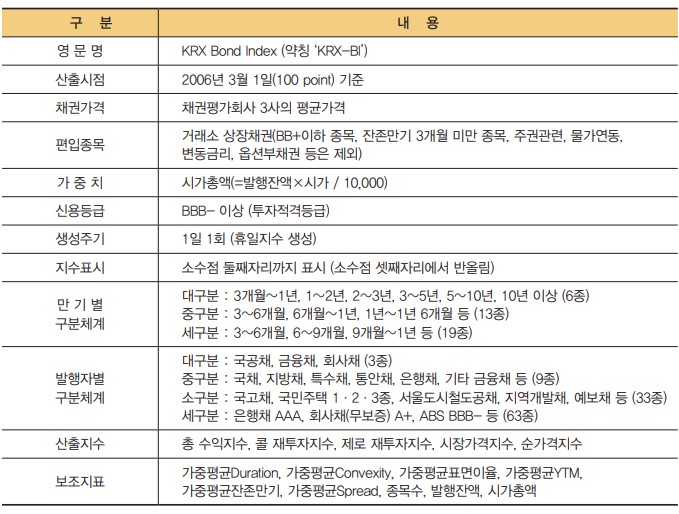 구 분 내 용
영 문 명 KRX Bond Index (약칭 ‘KRX-BI’)
산출시점 2006년 3월 1일(100 point) 기준
채권가격 채권평가회사 3사의 평균가격
편입종목 거래소 상장채권(BB+이하 종목, 잔존만기 3개월 미만 종목, 주권관련, 물가연동,
변동금리, 옵션부채권 등은 제외)
가 중 치 시가총액(=발행잔액×시가 / 10,000)
신용등급 BBB- 이상 (투자적격등급)
생성주기 1일 1회 (휴일지수 생성)
지수표시 소수점 둘째자리까지 표시 (소수점 셋째자리에서 반올림)
만 기 별
구분체계
대구분 : 3개월~1년, 1~2년, 2~3년, 3~5년, 5~10년, 10년 이상 (6종)
중구분 : 3~6개월, 6개월~1년, 1년~1년 6개월 등 (13종)
세구분 : 3~6개월, 6~9개월, 9개월~1년 등 (19종)
발행자별
구분체계
대구분 : 국공채, 금융채, 회사채 (3종)
중구분 : 국채, 지방채, 특수채, 통안채, 은행채, 기타 금융채 등 (9종)
소구분 : 국고채, 국민주택 1 · 2 · 3종, 서울도시철도공채, 지역개발채, 예보채 등 (33종)
세구분 : 은행채 AAA, 회사채(무보증) A+, ABS BBB- 등 (63종)
산출지수 총 수익지수, 콜 재투자지수, 제로 재투자지수, 시장가격지수, 순가격지수
보조지표 가중평균Duration, 가중평균Convexity, 가중평균표면이율, 가중평균YTM,
가중평균잔존만기, 가중평균Spread, 종목수, 발행잔액, 시가총액